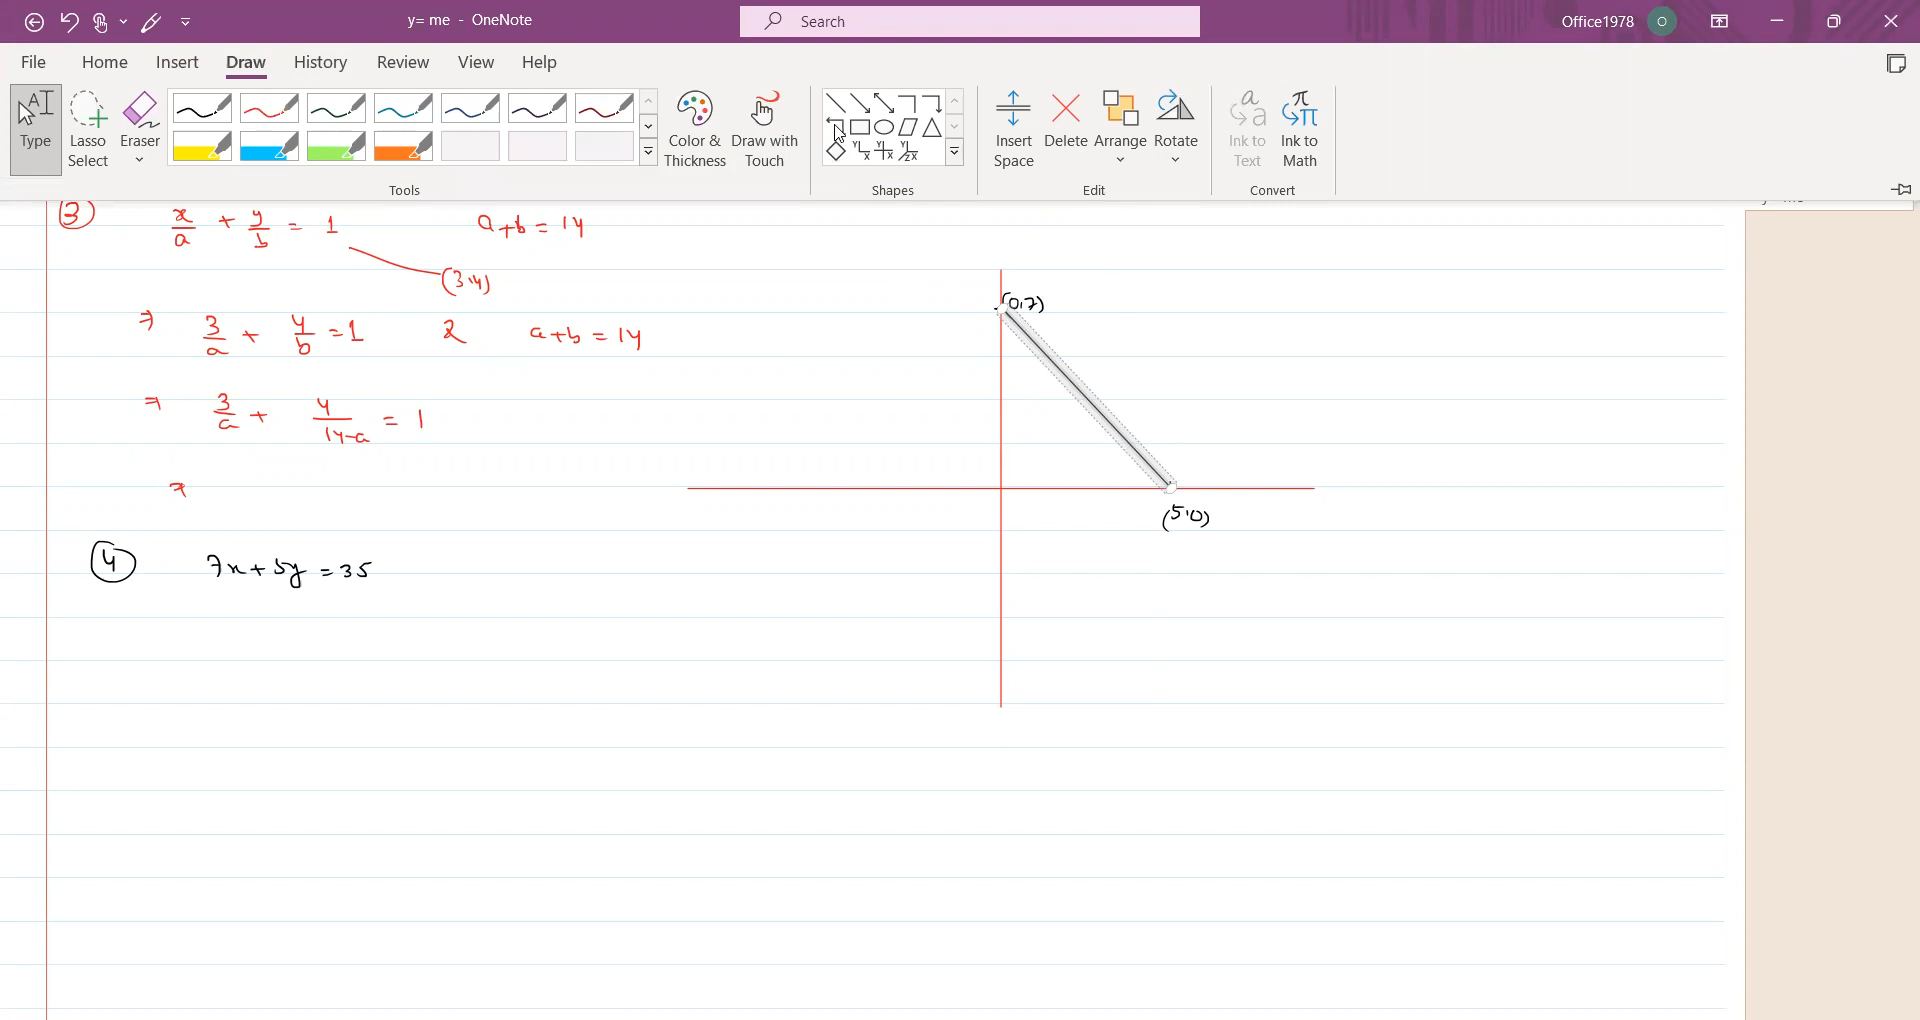 y= me - OneNote
Search
Office1978
O
File Home Insert Draw History Review View Help
Type
Lasso Select
Eraser
Color & Thickness
Draw with Touch
Insert Space
Delete
Arrange
Rotate
Ink to Text
Ink to Math
Tools
Shapes
Edit
Convert
③ x/a + y/b = 1 a+b = 14
(3,4)
⇒ 3/a + 4/b = 1 & a+b = 14
⇒ 3/a + 4/14-a = 1
⇒
④ 7x + 5y = 35
(0,7)
(5,0)